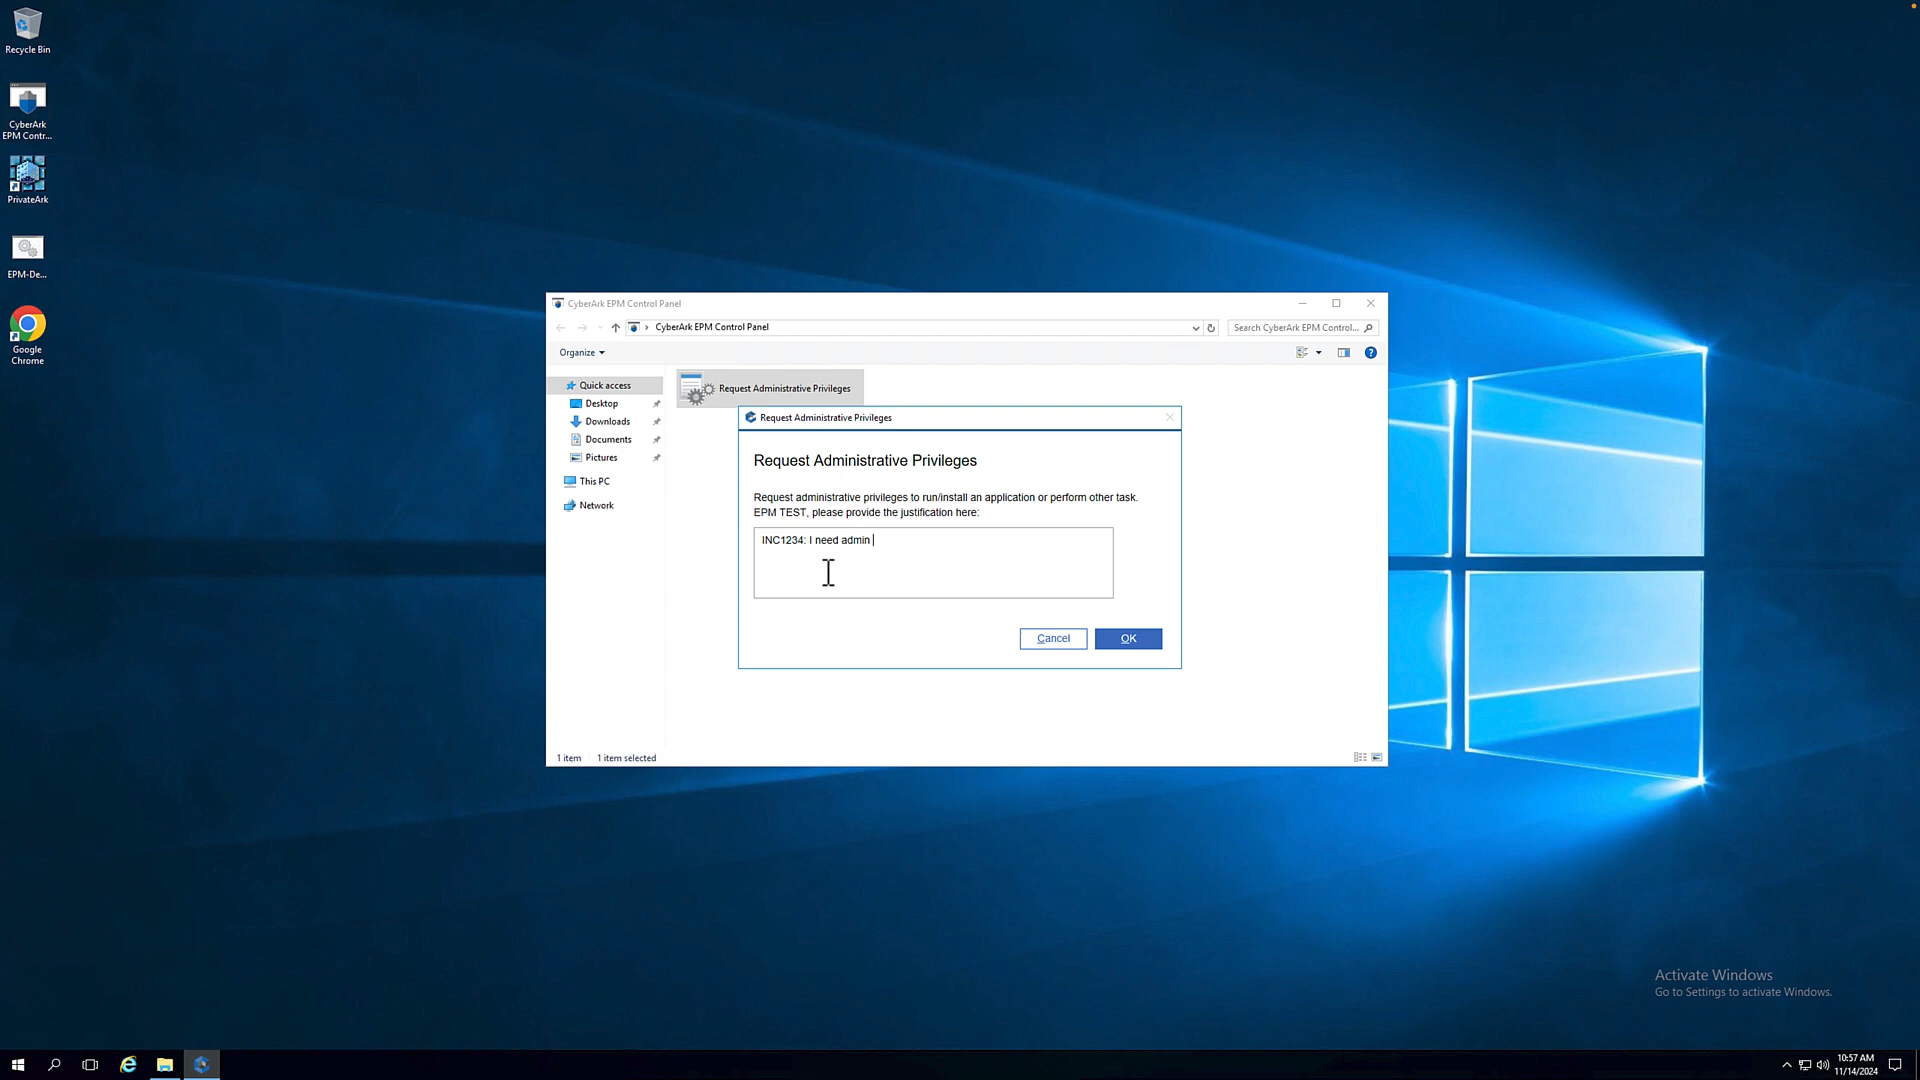 Recycle Bin
CyberArk
EPM Contr...
PrivateArk
EPM-De...
Google
Chrome
CyberArk EPM Control Panel
CyberArk EPM Control Panel
Search CyberArk EPM Control...
Organize
Quick access
Desktop
Downloads
Documents
Pictures
This PC
Network
Request Administrative Privileges
Request Administrative Privileges
Request Administrative Privileges
Request administrative privileges to run/install an application or perform other task.
EPM TEST, please provide the justification here:
INC1234: I need admin
Cancel
OK
1 item
1 item selected
Activate Windows
Go to Settings to activate Windows.
10:57 AM
11/14/2024